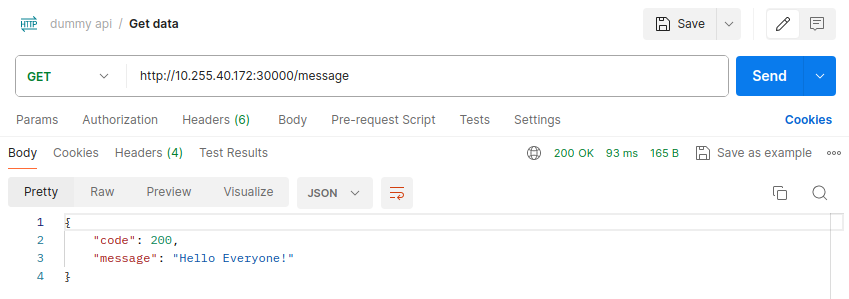 HTTP dummy api / Get data Save
GET http://10.255.40.172:30000/message Send
Params Authorization Headers (6) Body Pre-request Script Tests Settings Cookies
Body Cookies Headers (4) Test Results 200 OK 93 ms 165 B Save as example
Pretty Raw Preview Visualize JSON
1 {
2 "code": 200,
3 "message": "Hello Everyone!"
4 }